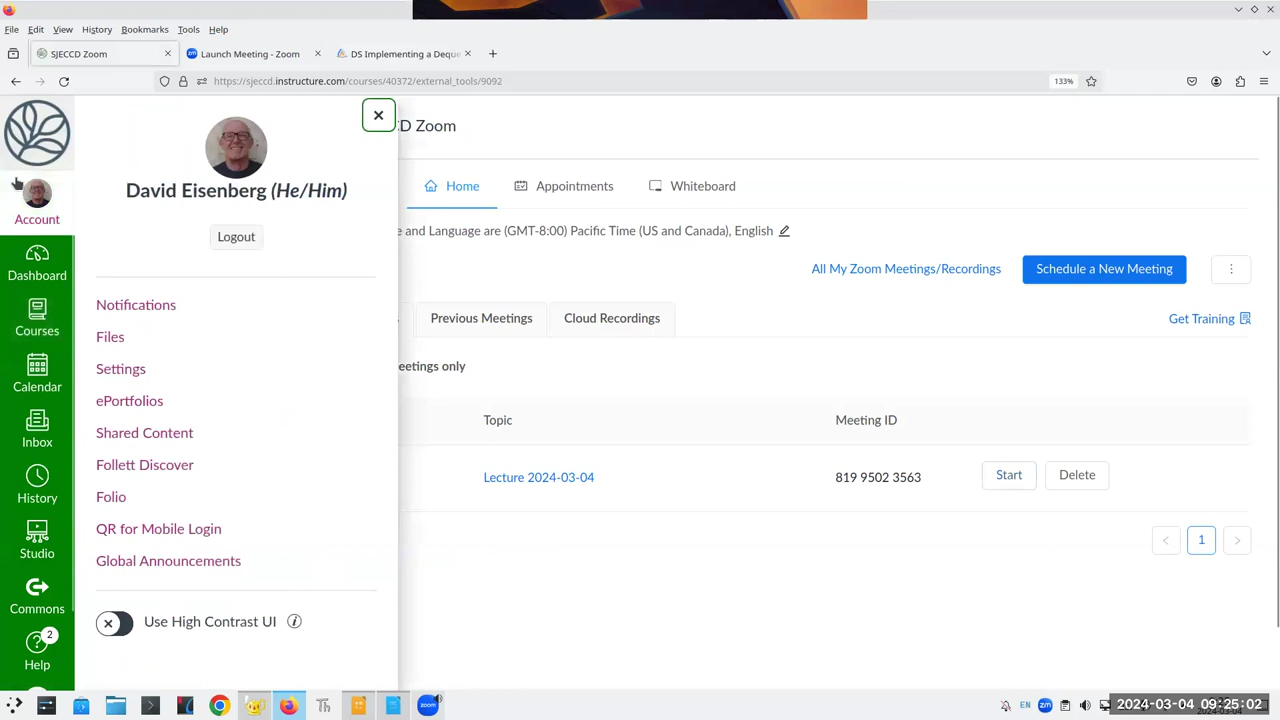 File Edit View History Bookmarks Tools Help
SJECCD Zoom
Launch Meeting - Zoom
DS Implementing a Deque
https://sjeccd.instructure.com/courses/40372/external_tools/9092
133%
Account
Dashboard
Courses
Calendar
Inbox
History
Studio
Commons
2
Help
David Eisenberg (He/Him)
Logout
Notifications
Files
Settings
ePortfolios
Shared Content
Follett Discover
Folio
QR for Mobile Login
Global Announcements
Use High Contrast UI
CD Zoom
Home
Appointments
Whiteboard
e and Language are (GMT-8:00) Pacific Time (US and Canada), English
All My Zoom Meetings/Recordings
Schedule a New Meeting
Previous Meetings
Cloud Recordings
Get Training
eetings only
Topic
Meeting ID
Lecture 2024-03-04
819 9502 3563
Start
Delete
1
Th
zoom
EN
zm
2024-03-04 09:25:02